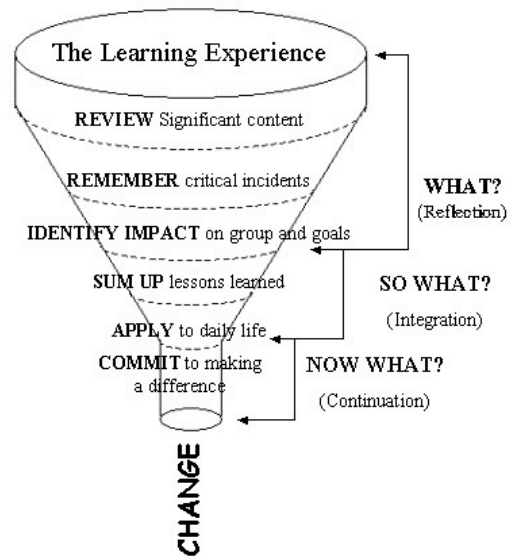 The Learning Experience
REVIEW Significant content
REMEMBER critical incidents
IDENTIFY IMPACT on group and goals
SUM UP lessons learned
APPLY to daily life
COMMIT to making
a difference
CHANGE
WHAT?
(Reflection)
SO WHAT?
(Integration)
NOW WHAT?
(Continuation)